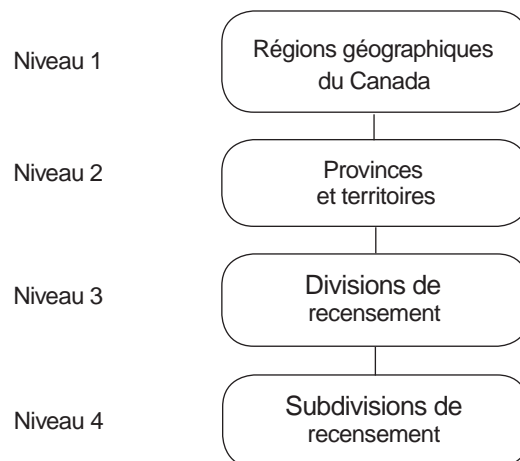 Niveau 1
Régions géographiques
du Canada
Niveau 2
Provinces
et territoires
Niveau 3
Divisions de
recensement
Niveau 4
Subdivisions de
recensement